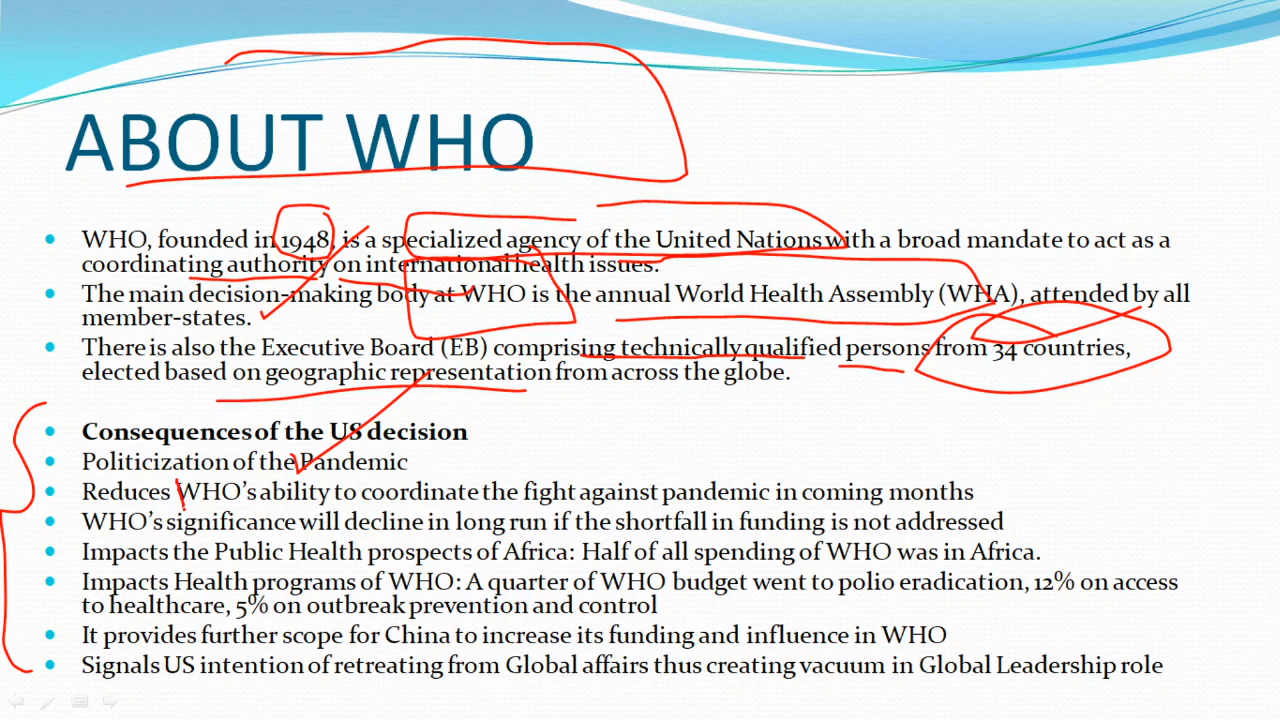 ABOUT WHO
WHO, founded in 1948, is a specialized agency of the United Nations with a broad mandate to act as a
coordinating authority on international health issues.
The main decision-making body at WHO is the annual World Health Assembly (WHA), attended by all
member-states.
There is also the Executive Board (EB) comprising technically qualified persons from 34 countries,
elected based on geographic representation from across the globe.
Consequences of the US decision
Politicization of the Pandemic
Reduces WHO's ability to coordinate the fight against pandemic in coming months
WHO's significance will decline in long run if the shortfall in funding is not addressed
Impacts the Public Health prospects of Africa: Half of all spending of WHO was in Africa.
Impacts Health programs of WHO: A quarter of WHO budget went to polio eradication, 12% on access
to healthcare, 5% on outbreak prevention and control
It provides further scope for China to increase its funding and influence in WHO
Signals US intention of retreating from Global affairs thus creating vacuum in Global Leadership role